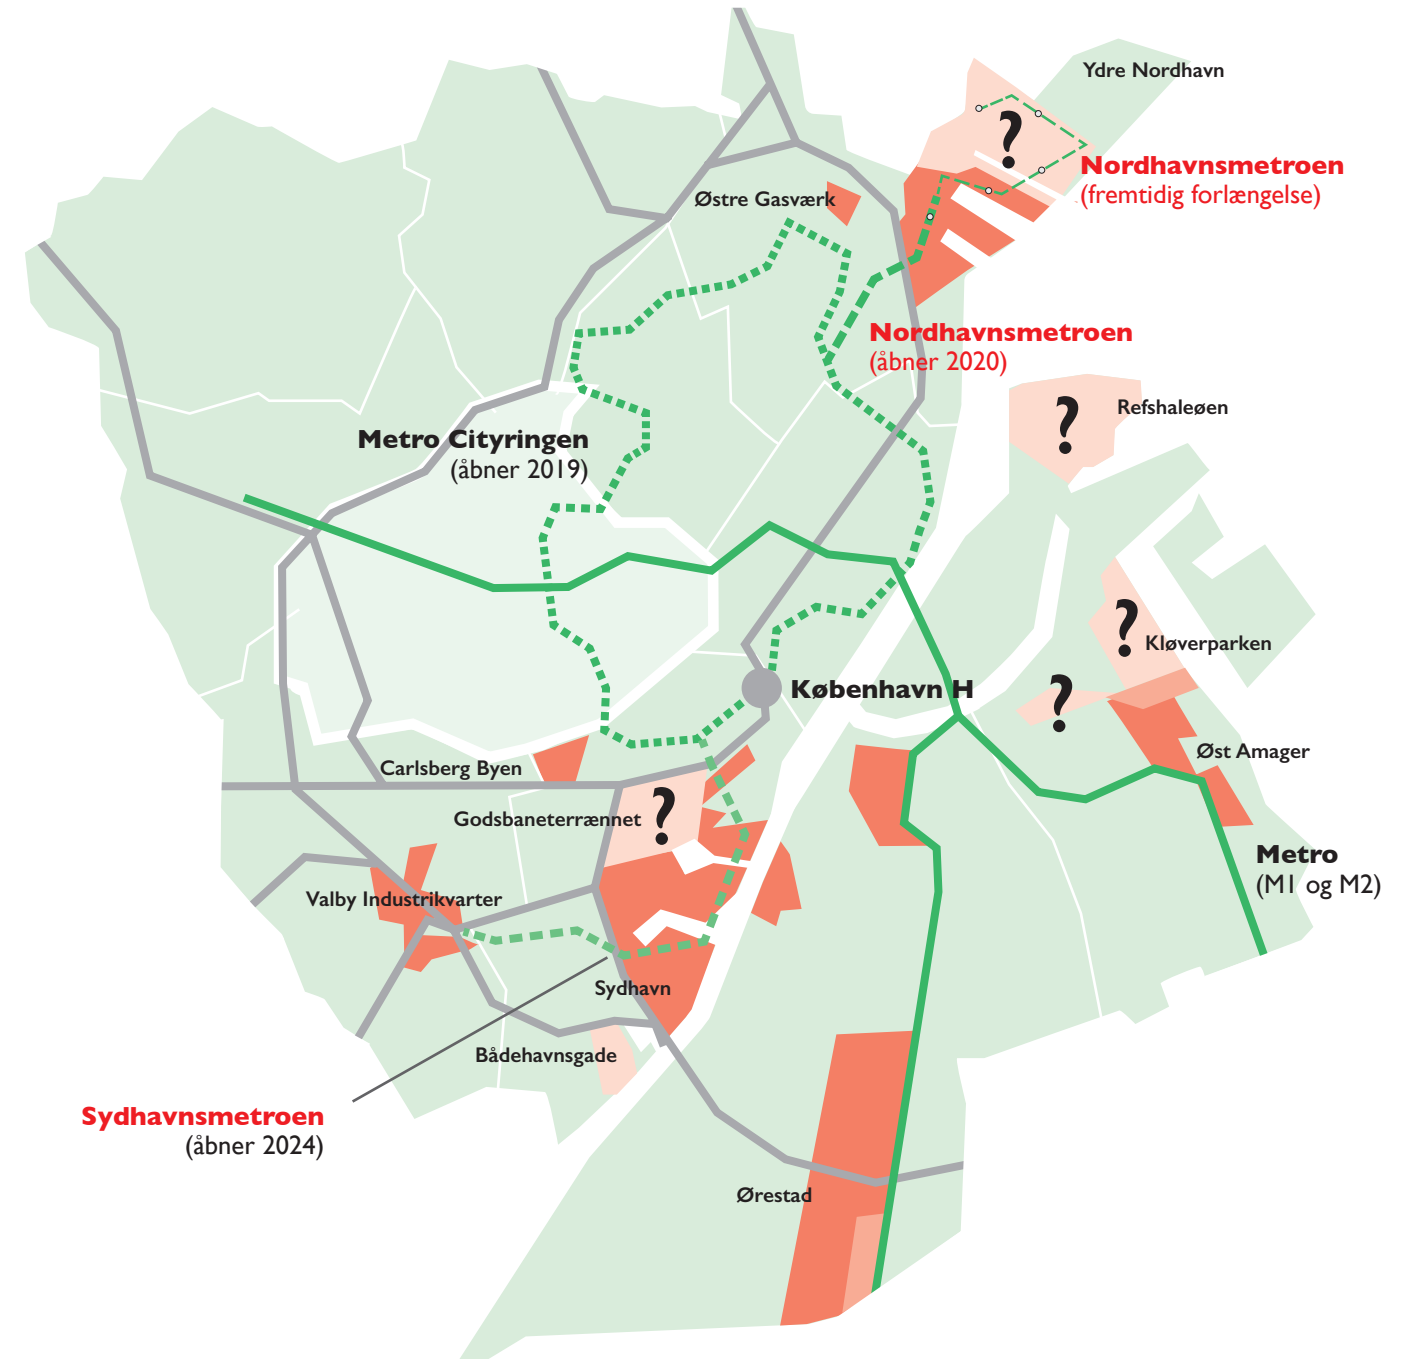 Ydre Nordhavn
?
Nordhavnsmetroen
(fremtidig forlængelse)
Østre Gasværk
Nordhavnsmetroen
(åbner 2020)
?
Refshaleøen
Metro Cityringen
(åbner 2019)
?
Kløverparken
København H
?
Øst Amager
Carlsberg Byen
Godsbaneterrænnet
?
Metro
(M1 og M2)
Valby Industrikvarter
Sydhavn
Bådehavnsgade
Sydhavnsmetroen
(åbner 2024)
Ørestad